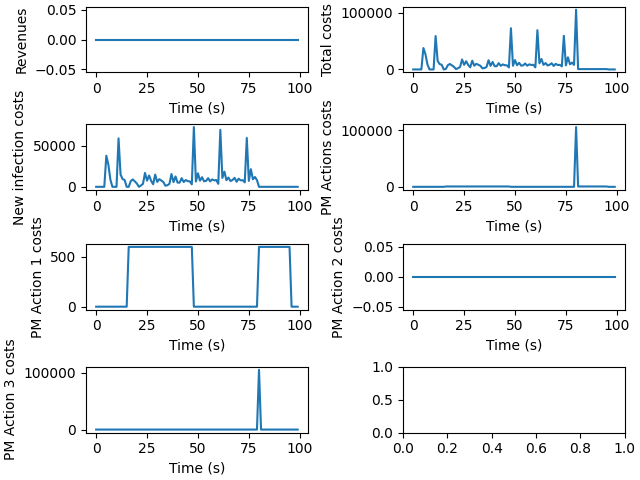 Revenues
0.05
0.00
−0.05
0 25 50 75 100
Time (s)
Total costs
100000
0
0 25 50 75 100
Time (s)
New infection costs
50000
0
0 25 50 75 100
Time (s)
PM Actions costs
100000
0
0 25 50 75 100
Time (s)
PM Action 1 costs
500
0
0 25 50 75 100
Time (s)
PM Action 2 costs
0.05
0.00
−0.05
0 25 50 75 100
Time (s)
PM Action 3 costs
100000
0
0 25 50 75 100
Time (s)
1.0
0.5
0.0
0.0 0.2 0.4 0.6 0.8 1.0